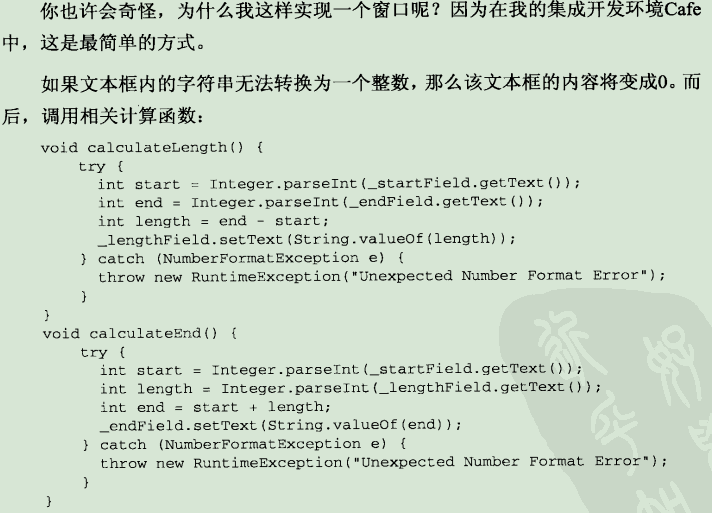 你也许会奇怪，为什么我这样实现一个窗口呢？因为在我的集成开发环境Cafe
中，这是最简单的方式。
如果文本框内的字符串无法转换为一个整数，那么该文本框的内容将变成0。而
后，调用相关计算函数：
void calculateLength() {
try {
int start = Integer.parseInt(_startField.getText());
int end = Integer.parseInt(_endField.getText());
int length = end - start;
_lengthField.setText(String.valueOf(length));
} catch (NumberFormatException e) {
throw new RuntimeException("Unexpected Number Format Error");
}
}
void calculateEnd() {
try {
int start = Integer.parseInt(_startField.getText());
int length = Integer.parseInt(_lengthField.getText());
int end = start + length;
_endField.setText(String.valueOf(end));
} catch (NumberFormatException e) {
throw new RuntimeException("Unexpected Number Format Error");
}
}